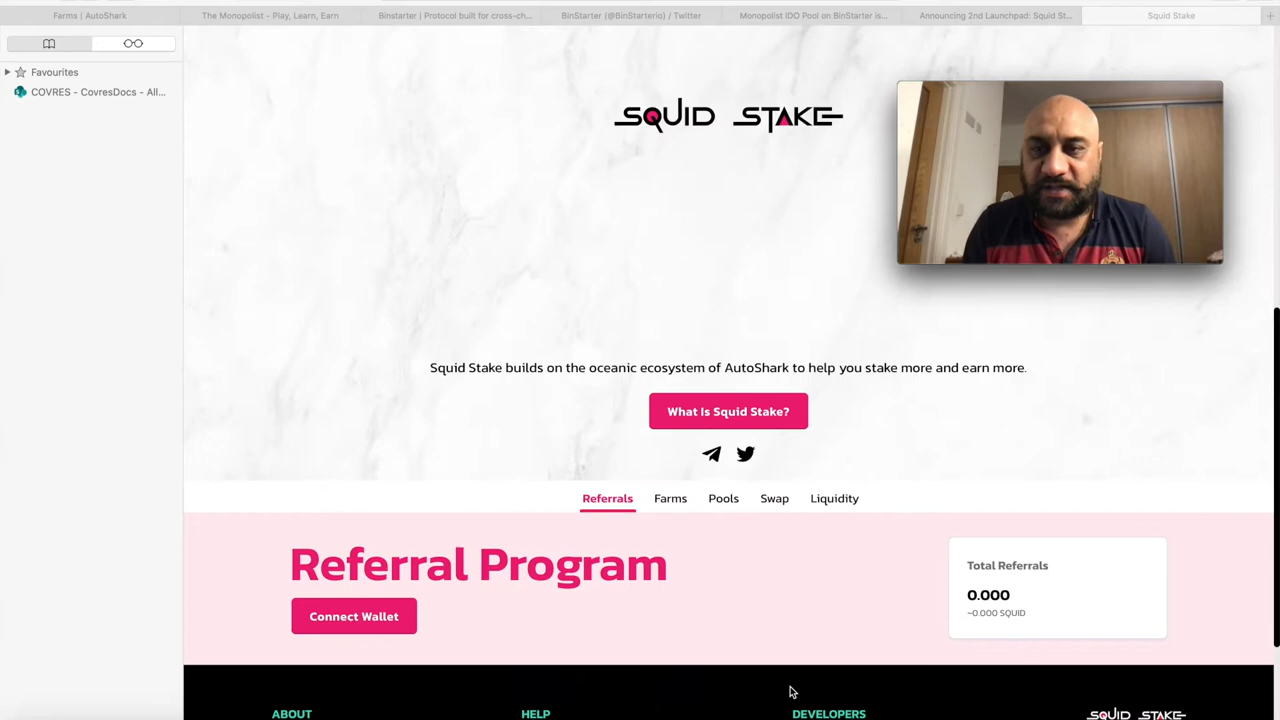 Farms | AutoShark
The Monopolist - Play, Learn, Earn
Binstarter | Protocol built for cross-ch...
BinStarter (@BinStarterio) / Twitter
Monopolist IDO Pool on BinStarter is...
Announcing 2nd Launchpad: Squid St...
Squid Stake
Favourites
COVRES - CovresDocs - All...
SQUID STAKE
Squid Stake builds on the oceanic ecosystem of AutoShark to help you stake more and earn more.
What Is Squid Stake?
Referrals Farms Pools Swap Liquidity
Referral Program
Connect Wallet
Total Referrals
0.000
~0.000 SQUID
ABOUT
HELP
DEVELOPERS
SQUID STAKE